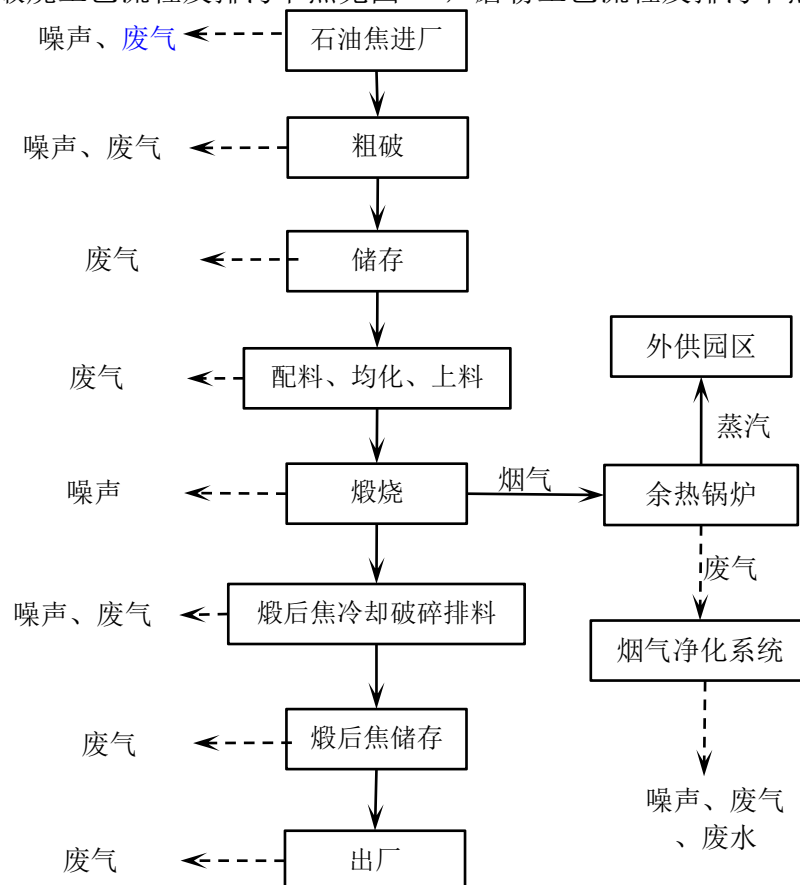 噪声、废气
石油焦进厂
噪声、废气
粗破
废气
储存
外供园区
废气
配料、均化、上料
蒸汽
噪声
煅烧
烟气
余热锅炉
废气
噪声、废气
煅后焦冷却破碎排料
烟气净化系统
废气
煅后焦储存
噪声、废气
、废水
废气
出厂